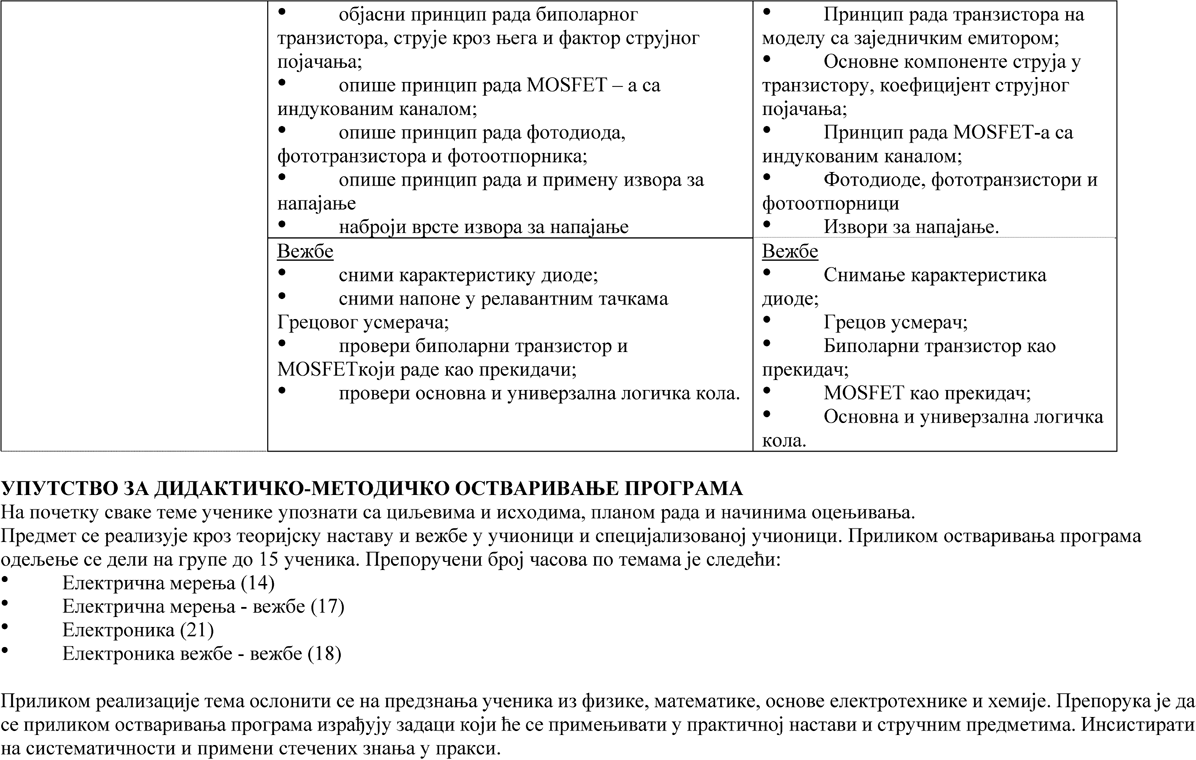 • објасни принцип рада биполарног
транзистора, струје кроз њега и фактор струјног
појачања;
• опише принцип рада MOSFET – а са
индукованим каналом;
• опише принцип рада фотодиода,
фототранзистора и фотоотпорника;
• опише принцип рада и примену извора за
напајање
• наброји врсте извора за напајање
• Принцип рада транзистора на
моделу са заједничким емитором;
• Основне компоненте струја у
транзистору, коефицијент струјног
појачања;
• Принцип рада MOSFET-а са
индукованим каналом;
• Фотодиоде, фототранзистори и
фотоотпорници
• Извори за напајање.
Вежбе
• сними карактеристику диоде;
• сними напоне у релавантним тачкама
Грецовог усмерача;
• провери биполарни транзистор и
MOSFETкоји раде као прекидачи;
• провери основна и универзална логичка кола.
Вежбе
• Снимање карактеристика
диоде;
• Грецов усмерач;
• Биполарни транзистор као
прекидач;
• MOSFET као прекидач;
• Основна и универзална логичка
кола.
УПУТСТВО ЗА ДИДАКТИЧКО-МЕТОДИЧКО ОСТВАРИВАЊЕ ПРОГРАМА
На почетку сваке теме ученике упознати са циљевима и исходима, планом рада и начинима оцењивања.
Предмет се реализује кроз теоријску наставу и вежбе у учионици и специјализованој учионици. Приликом остваривања програма
одељење се дели на групе до 15 ученика. Препоручени број часова по темама је следећи:
• Електрична мерења (14)
• Електрична мерења - вежбе (17)
• Електроника (21)
• Електроника вежбе - вежбе (18)
Приликом реализације тема ослонити се на предзнања ученика из физике, математике, основе електротехнике и хемије. Препорука је да
се приликом остваривања програма израђују задаци који ће се примењивати у практичној настави и стручним предметима. Инсистирати
на систематичности и примени стечених знања у пракси.